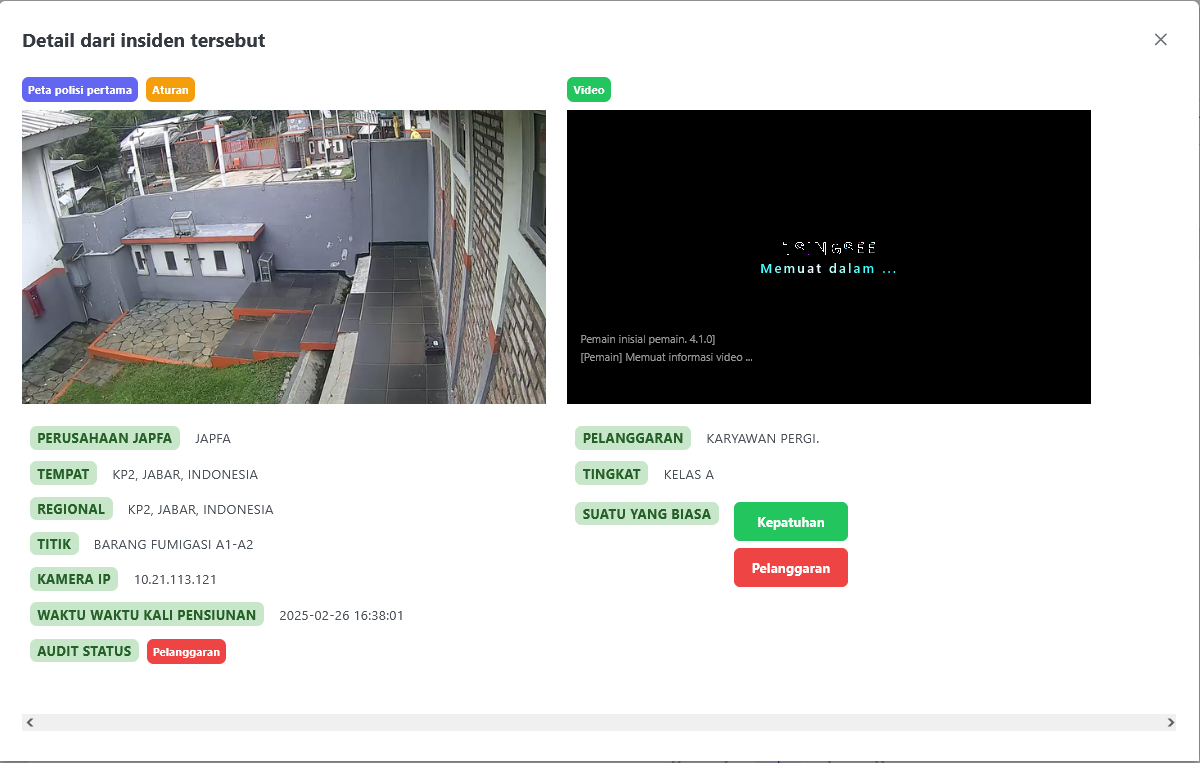 Detail dari insiden tersebut
Peta polisi pertama
Aturan
Video
Memuat dalam ...
Pemain inisial pemain. 4.1.0]
[Pemain] Memuat informasi video ...
PERUSAHAAN JAPFA JAPFA
TEMPAT KP2, JABAR, INDONESIA
REGIONAL KP2, JABAR, INDONESIA
TITIK BARANG FUMIGASI A1-A2
KAMERA IP 10.21.113.121
WAKTU WAKTU KALI PENSIUNAN 2025-02-26 16:38:01
AUDIT STATUS Pelanggaran
PELANGGARAN KARYAWAN PERGI.
TINGKAT KELAS A
SUATU YANG BIASA Kepatuhan
Pelanggaran